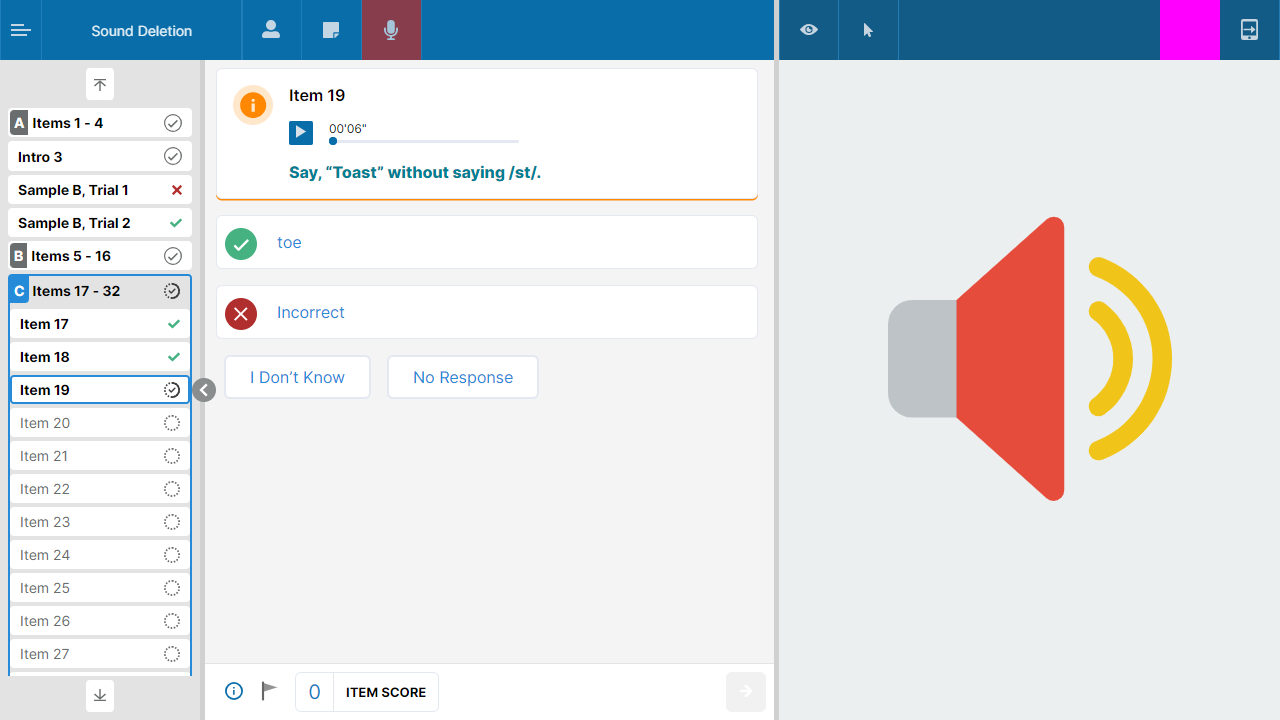 Sound Deletion
A Items 1 - 4
Intro 3
Sample B, Trial 1
Sample B, Trial 2
B Items 5 - 16
C Items 17 - 32
Item 17
Item 18
Item 19
Item 20
Item 21
Item 22
Item 23
Item 24
Item 25
Item 26
Item 27
Item 19
00'06"
Say, “Toast” without saying /st/.
toe
Incorrect
I Don’t Know
No Response
0 ITEM SCORE